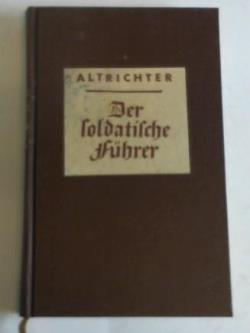 ALTRICHTER
Der
soldatische
Führer